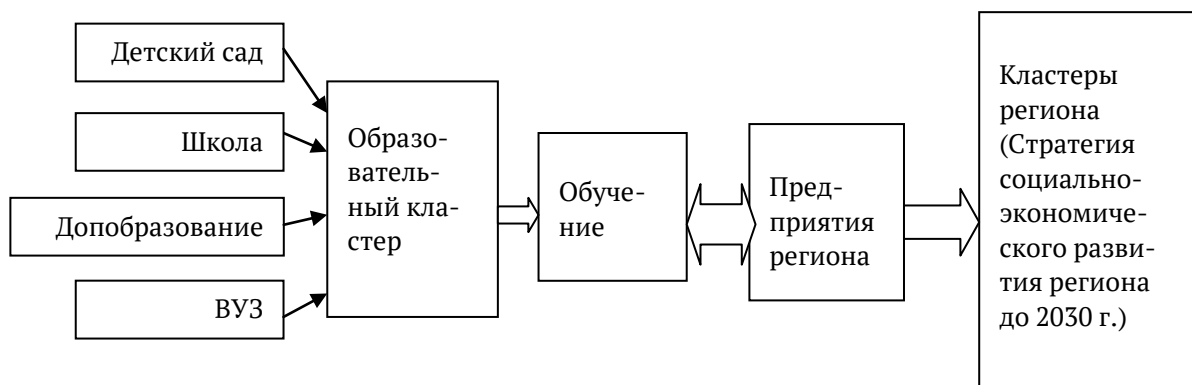 Детский сад
Школа
Допобразование
ВУЗ
Образо-
ватель-
ный кла-
стер
Обуче-
ние
Пред-
приятия
региона
Кластеры
региона
(Стратегия
социально-
экономиче-
ского разви-
тия региона
до 2030 г.)